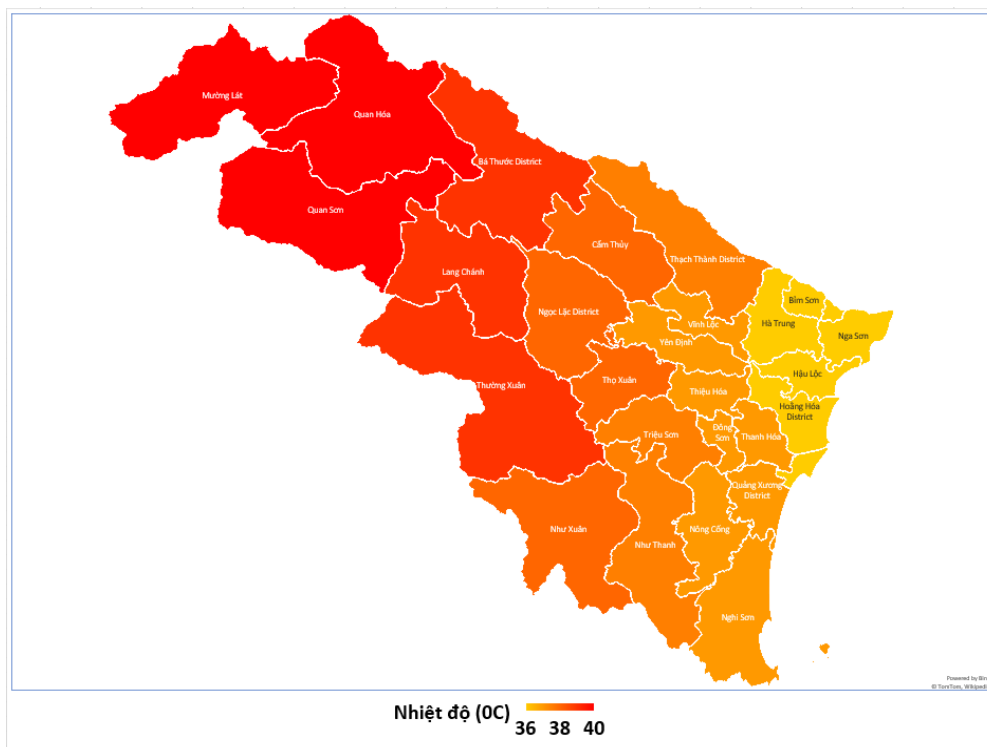 Mường Lát
Quan Hóa
Bá Thước District
Quan Sơn
Cẩm Thủy
Thạch Thành District
Lang Chánh
Bỉm Sơn
Ngọc Lặc District
Vĩnh Lộc
Hà Trung
Nga Sơn
Yên Định
Hậu Lộc
Thường Xuân
Thọ Xuân
Thiệu Hóa
Hoằng Hóa
District
Triệu Sơn
Đông
Sơn
Thanh Hóa
Quảng Xương
District
Như Xuân
Nông Cống
Như Thanh
Nghi Sơn
Powered by Bin
© TomTom, Wikipedi
Nhiệt độ (0C)
36 38 40